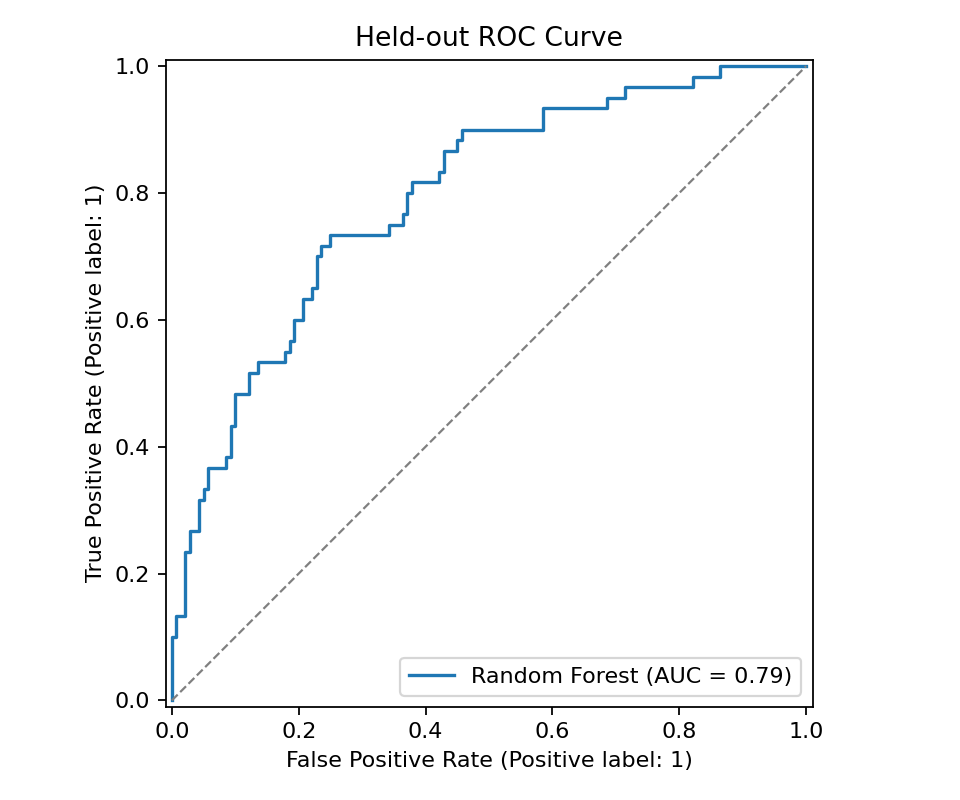 Held-out ROC Curve
True Positive Rate (Positive label: 1)
1.0
0.8
0.6
0.4
0.2
0.0
Random Forest (AUC = 0.79)
0.0 0.2 0.4 0.6 0.8 1.0
False Positive Rate (Positive label: 1)